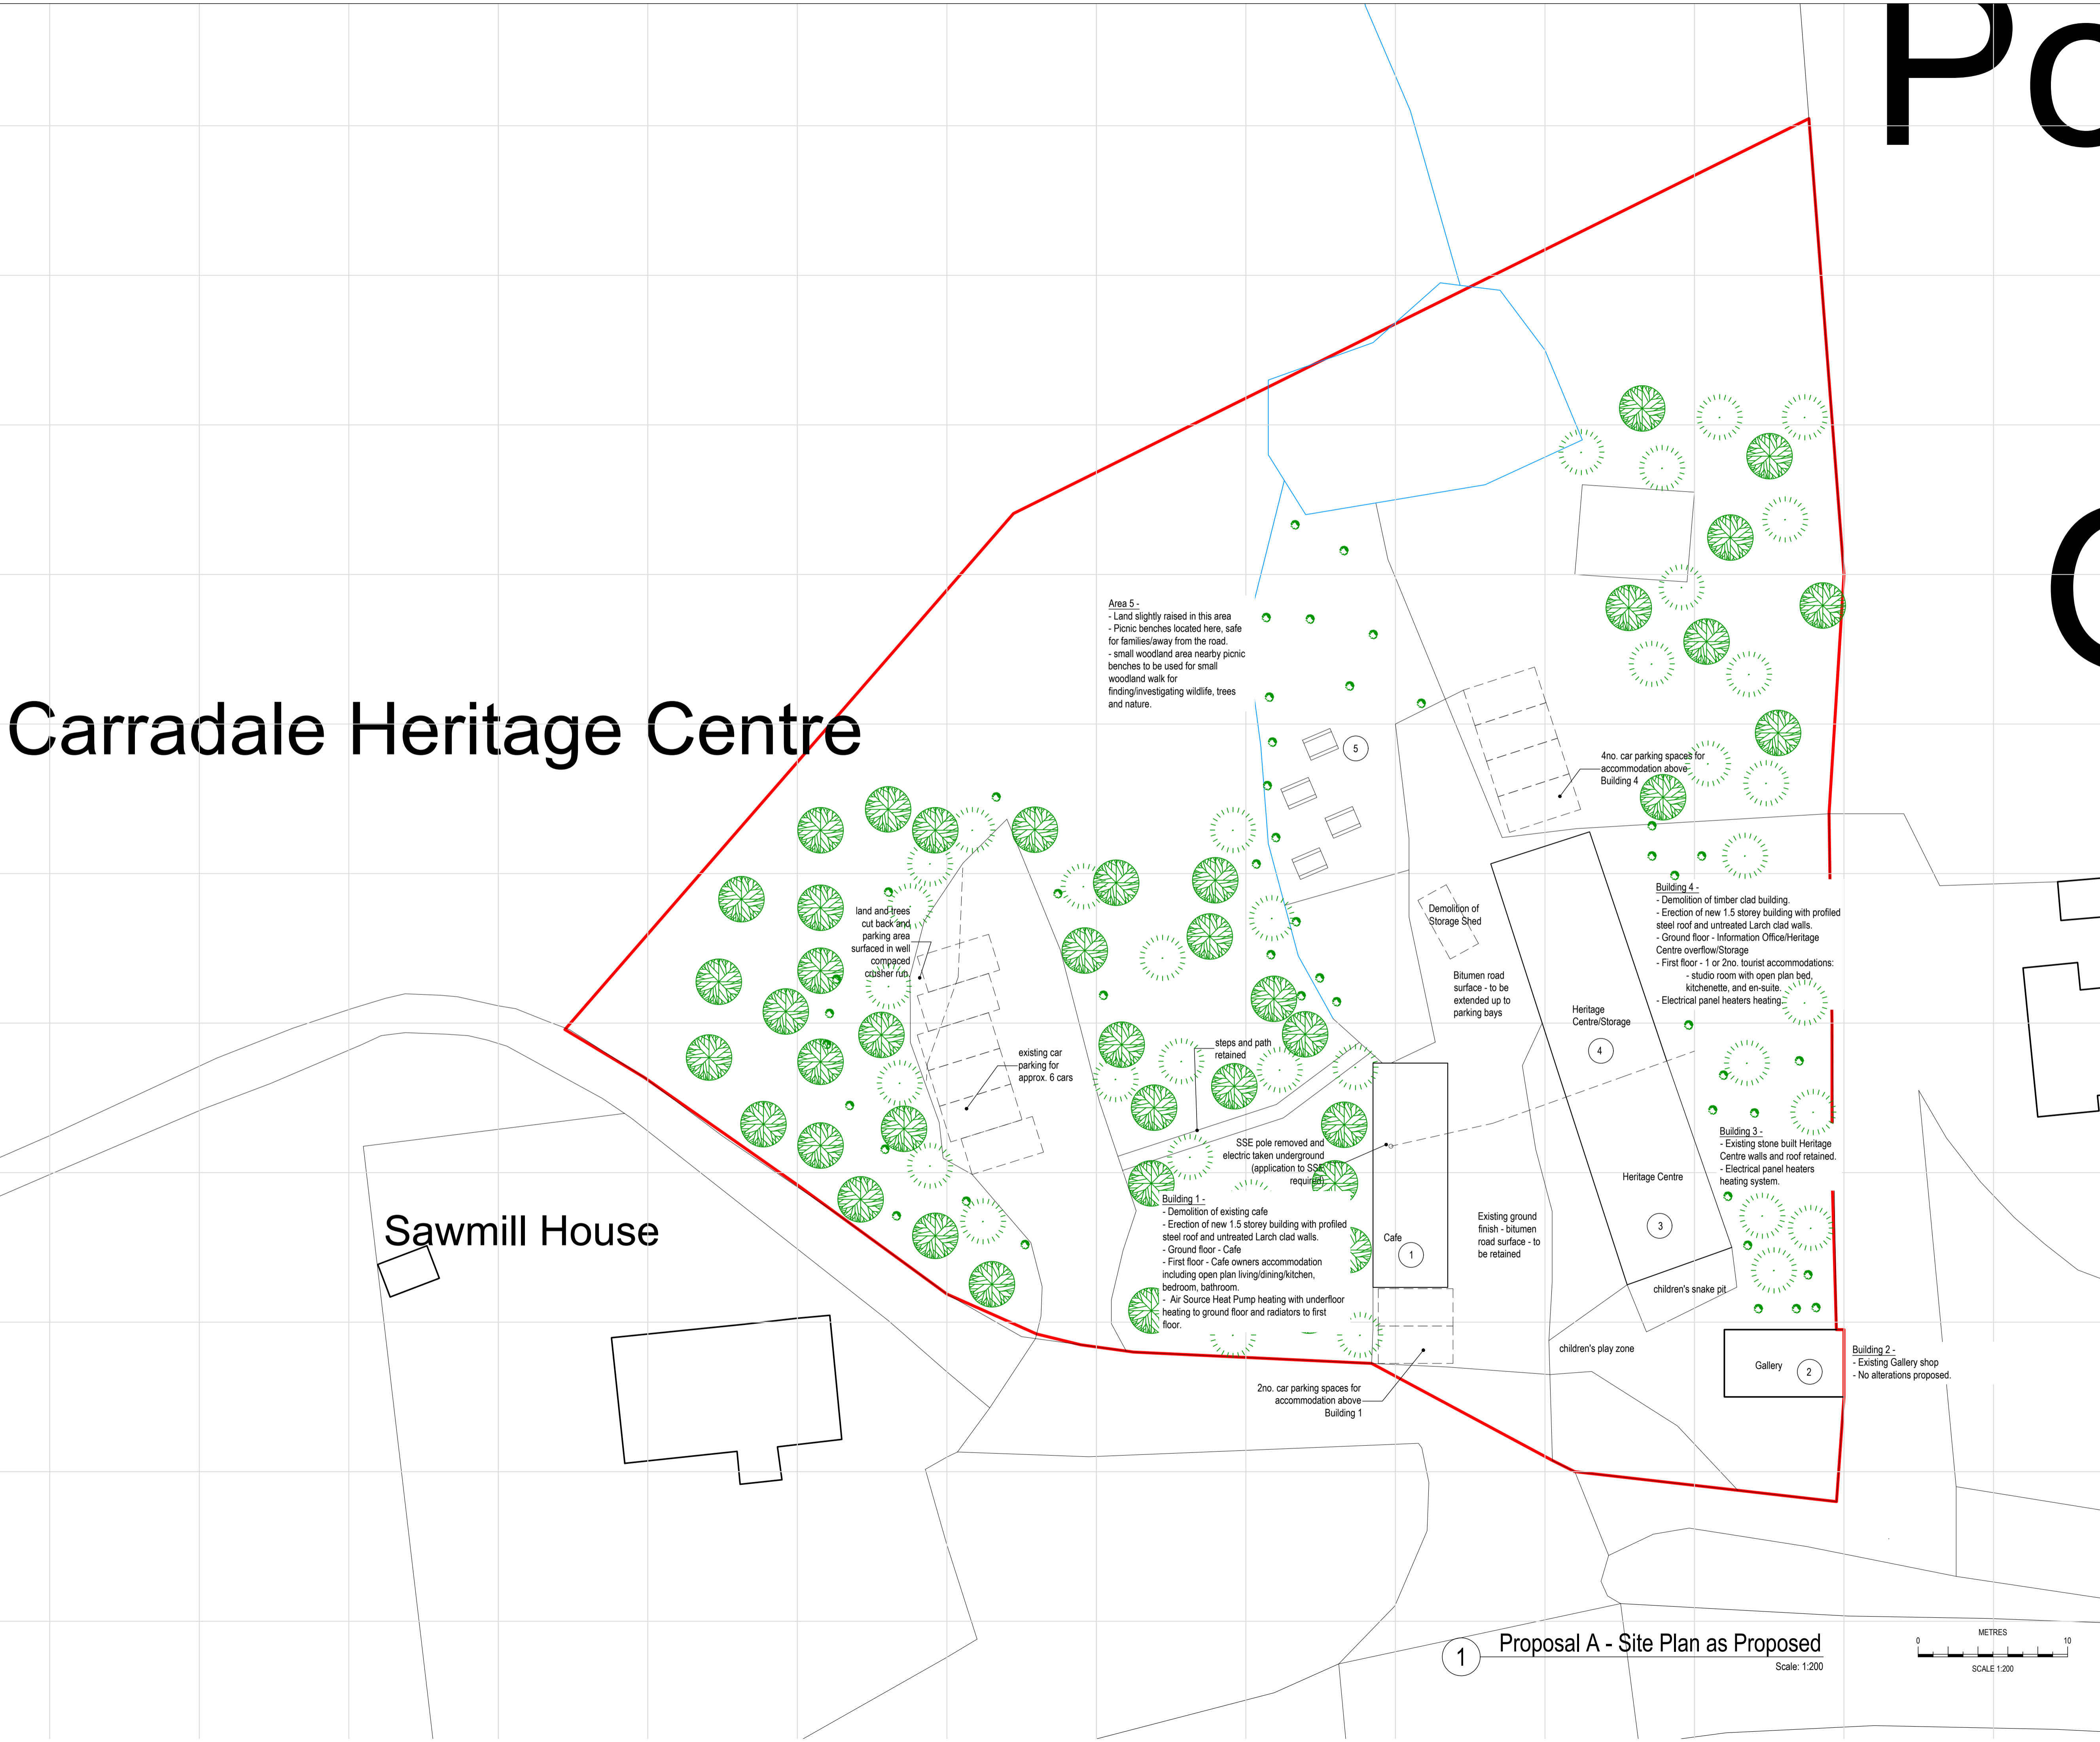 Po
Carradale Heritage Centre
Sawmill House
Area 5 -
- Land slightly raised in this area
- Picnic benches located here, safe
for families/away from the road.
- small woodland area nearby picnic
benches to be used for small
woodland walk for
finding/investigating wildlife, trees
and nature.
5
4no. car parking spaces for
accommodation above
Building 4
land and trees
cut back and
parking area
surfaced in well
compaced
crusher run.
existing car
parking for
approx. 6 cars
steps and path
retained
Demolition of
Storage Shed
Bitumen road
surface - to be
extended up to
parking bays
Building 4 -
- Demolition of timber clad building.
- Erection of new 1.5 storey building with profiled
steel roof and untreated Larch clad walls.
- Ground floor - Information Office/Heritage
Centre overflow/Storage
- First floor - 1 or 2no. tourist accommodations:
- studio room with open plan bed,
kitchenette, and en-suite.
- Electrical panel heaters heating.
Heritage
Centre/Storage
4
SSE pole removed and
electric taken underground
(application to SSE
required)
Building 3 -
- Existing stone built Heritage
Centre walls and roof retained.
- Electrical panel heaters
heating system.
Heritage Centre
3
Building 1 -
- Demolition of existing cafe
- Erection of new 1.5 storey building with profiled
steel roof and untreated Larch clad walls.
- Ground floor - Cafe
- First floor - Cafe owners accommodation
including open plan living/dining/kitchen,
bedroom, bathroom.
- Air Source Heat Pump heating with underfloor
heating to ground floor and radiators to first
floor.
Cafe
1
Existing ground
finish - bitumen
road surface - to
be retained
children's snake pit
children's play zone
Gallery
2
Building 2 -
- Existing Gallery shop
- No alterations proposed.
2no. car parking spaces for
accommodation above
Building 1
1
Proposal A - Site Plan as Proposed
Scale: 1:200
METRES
0 10
SCALE 1:200